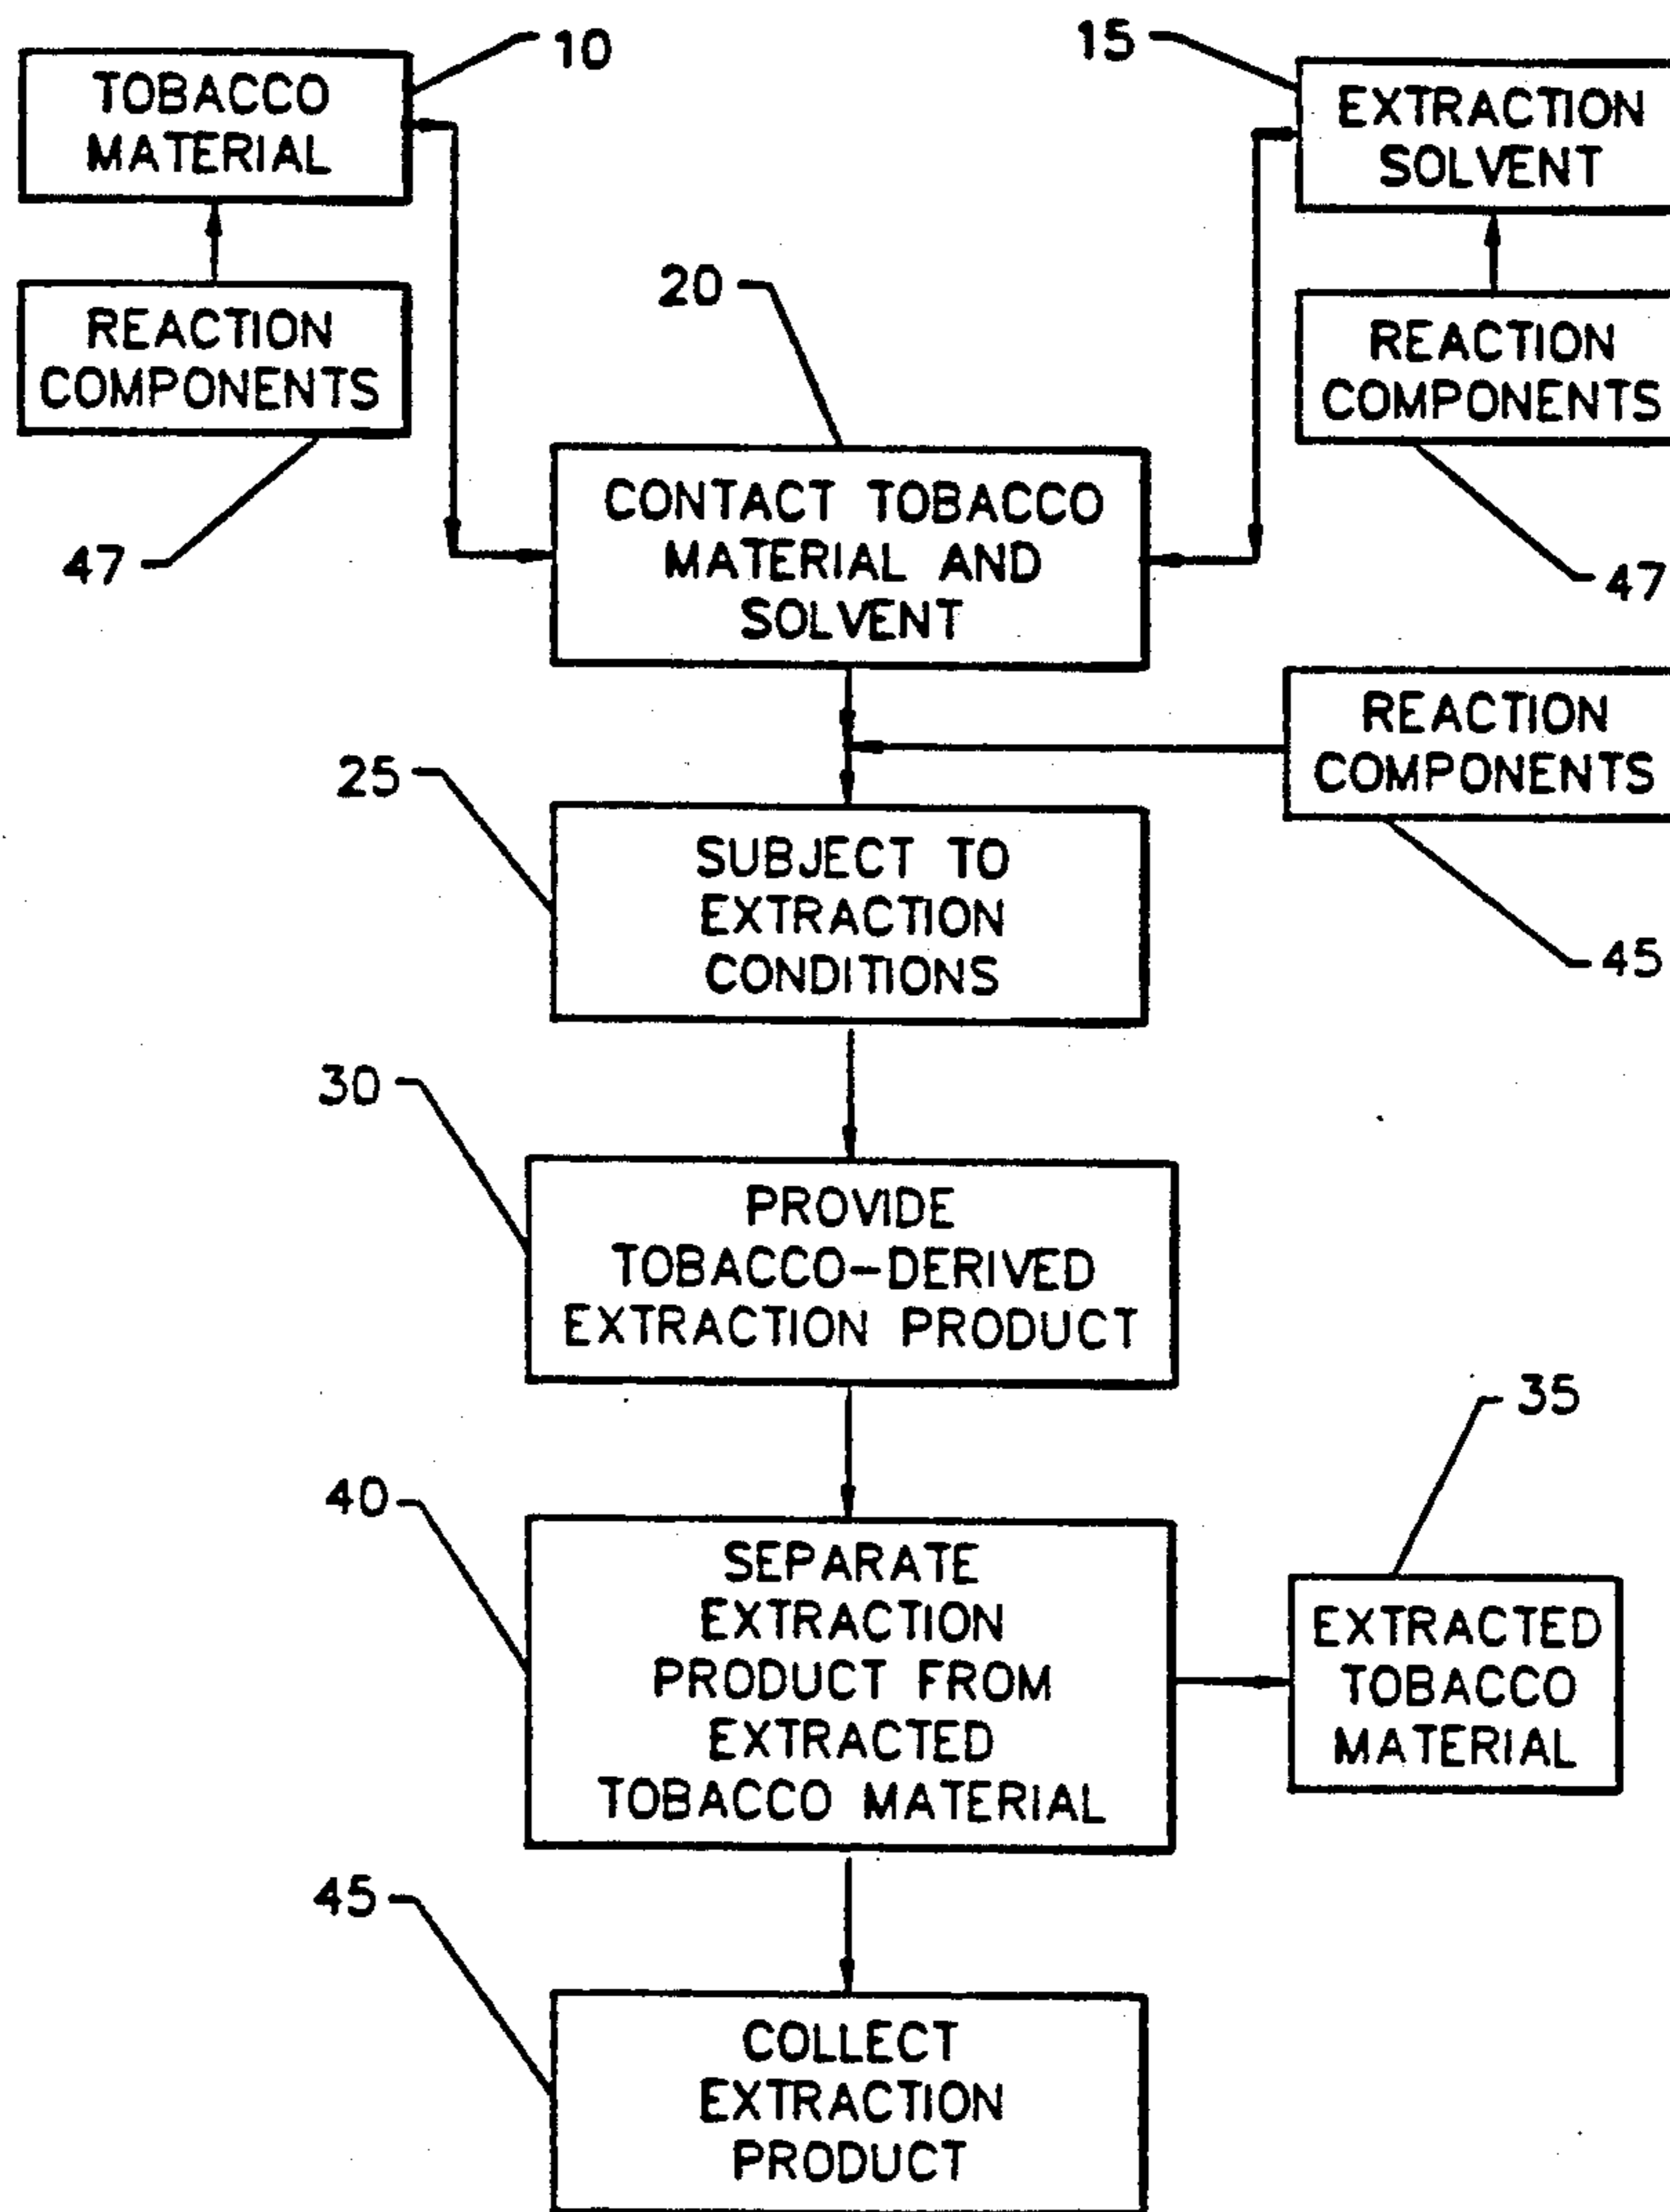 10
TOBACCO
MATERIAL
15
EXTRACTION
SOLVENT
REACTION
COMPONENTS
47
20
REACTION
COMPONENTS
47
CONTACT TOBACCO
MATERIAL AND
SOLVENT
REACTION
COMPONENTS
45
25
SUBJECT TO
EXTRACTION
CONDITIONS
30
PROVIDE
TOBACCO-DERIVED
EXTRACTION PRODUCT
35
40
SEPARATE
EXTRACTION
PRODUCT FROM
EXTRACTED
TOBACCO MATERIAL
EXTRACTED
TOBACCO
MATERIAL
45
COLLECT
EXTRACTION
PRODUCT